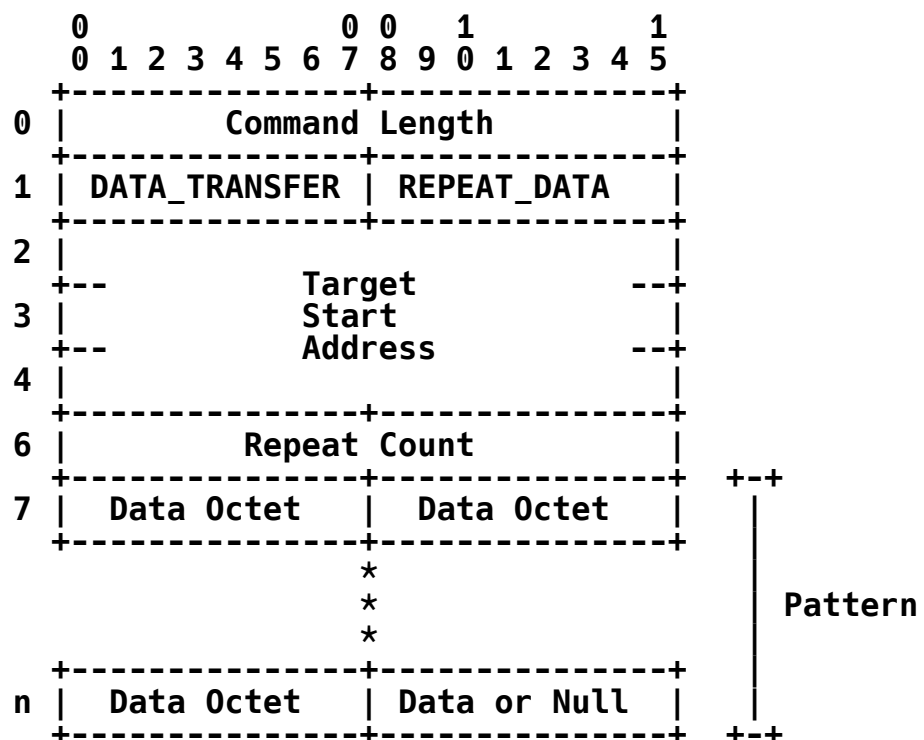 0 0 0 1 1
0 1 2 3 4 5 6 7 8 9 0 1 2 3 4 5
+---------------+---------------+
0 | Command Length |
+---------------+---------------+
1 | DATA_TRANSFER | REPEAT_DATA |
+---------------+---------------+
2 | |
+-- Target --+
3 | Start |
+-- Address --+
4 | |
+---------------+---------------+
6 | Repeat Count |
+---------------+---------------+ +-+
7 | Data Octet | Data Octet | |
+---------------+---------------+ |
* |
* | Pattern
* |
+---------------+---------------+ |
n | Data Octet | Data or Null | |
+---------------+---------------+ +-+